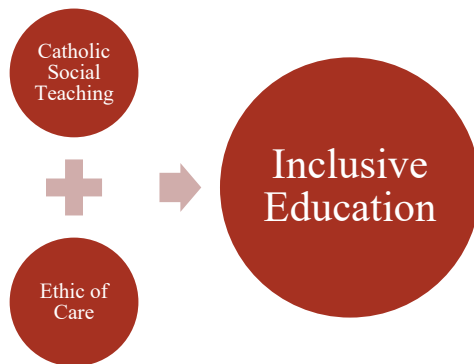 Catholic
Social
Teaching
Inclusive
Education
Ethic of
Care